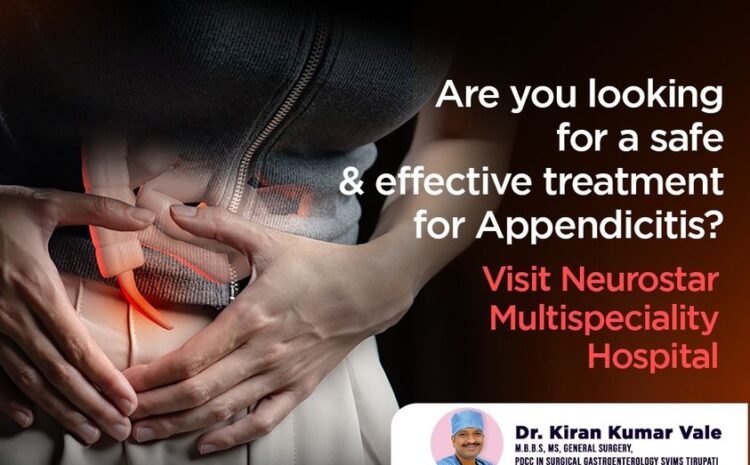 Are you looking
for a safe
& effective treatment
for Appendicitis?
Visit Neurostar
Multispeciality
Hospital
Dr. Kiran Kumar Vale
M.B.B.S, MS, GENERAL SURGERY,
PDCC IN SURGICAL GASTROENTEROLOGY SVIMS TIRUPATI